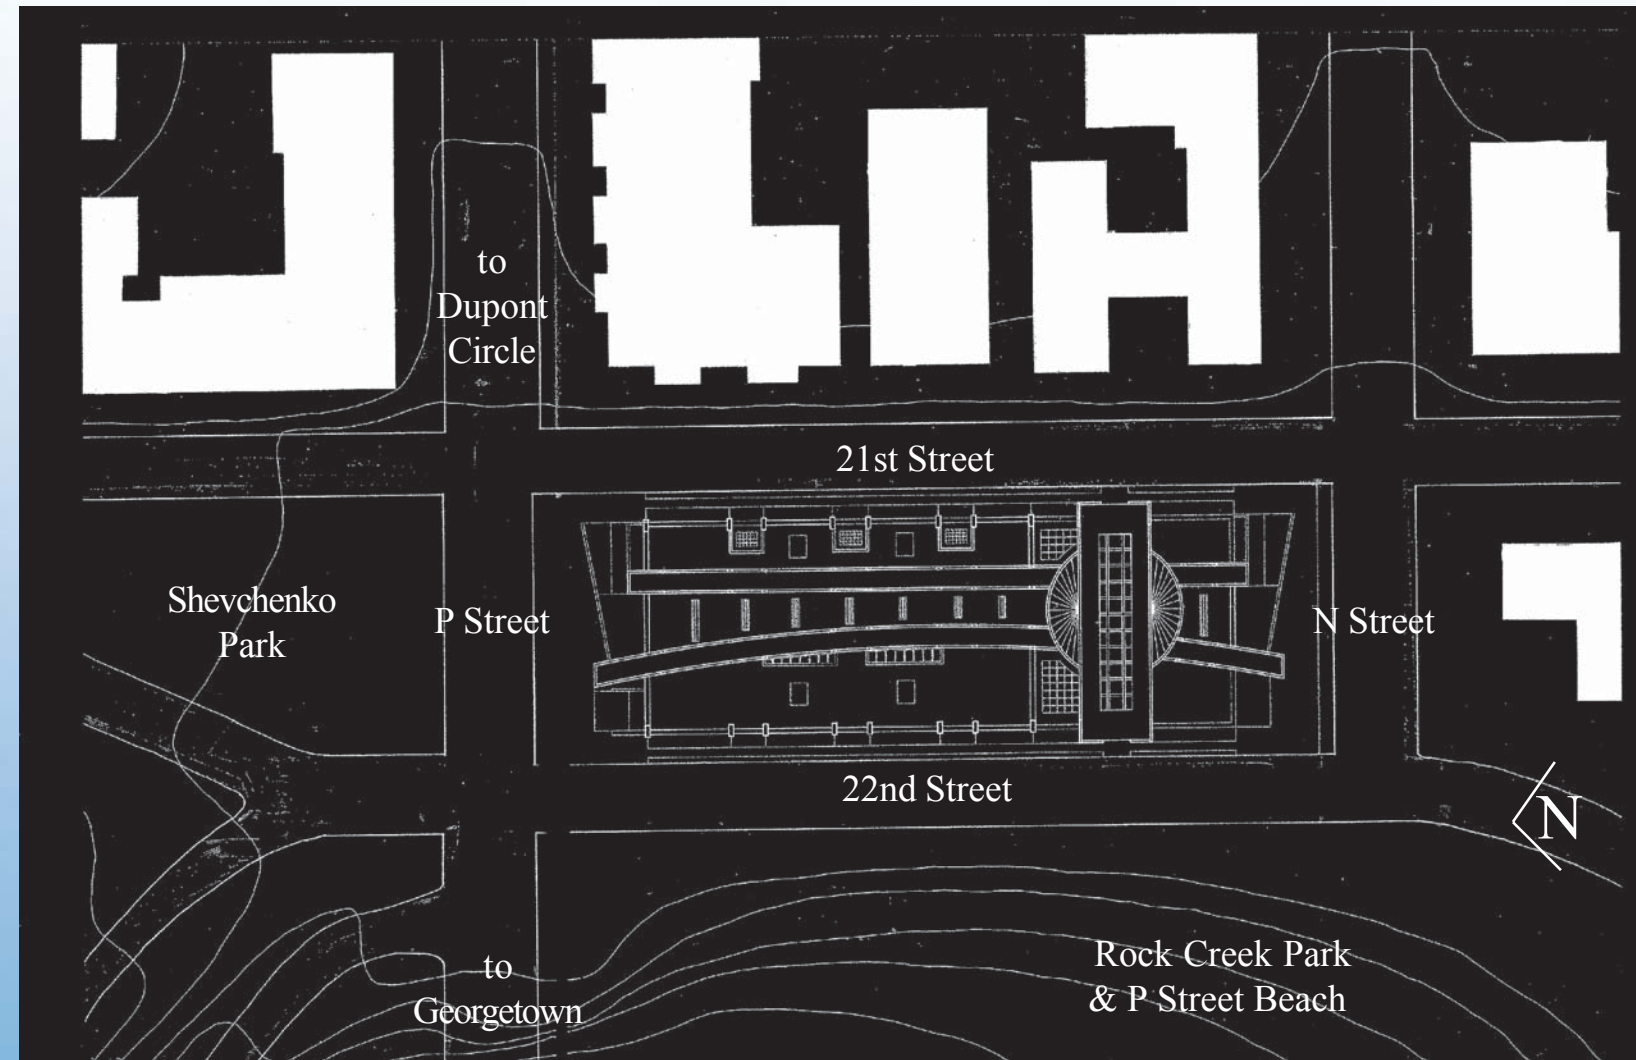 to
Dupont
Circle
21st Street
Shevchenko
Park
P Street
N Street
22nd Street
N
Rock Creek Park
& P Street Beach
to
Georgetown